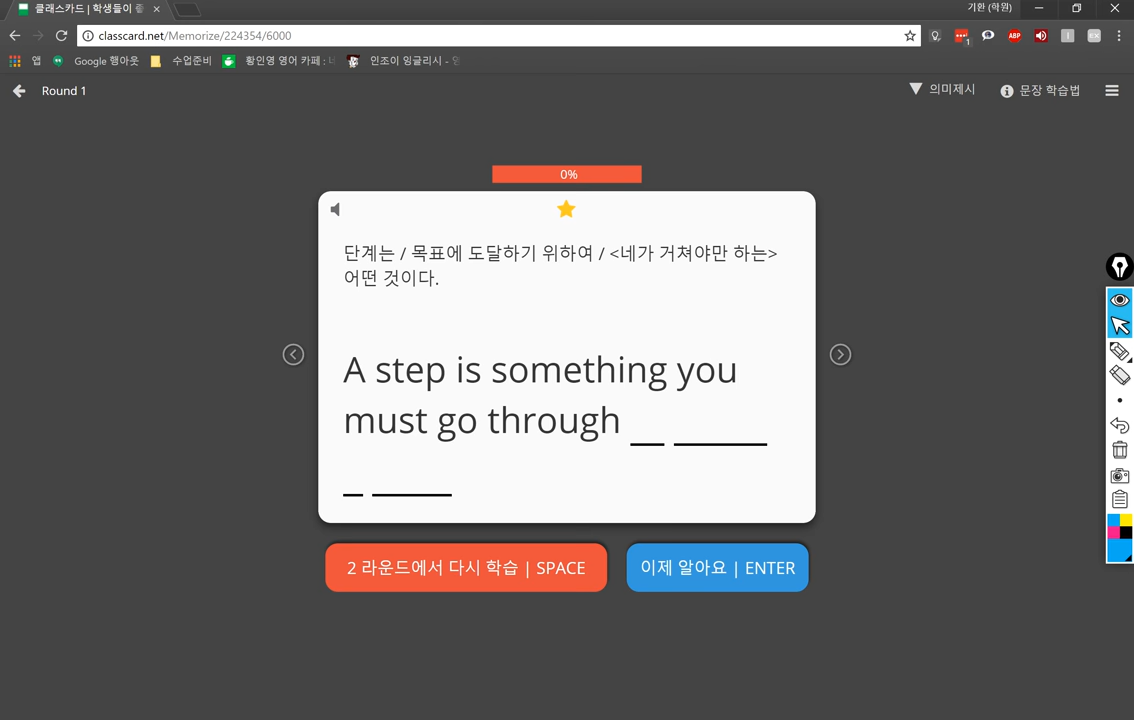 클래스카드 | 학생들이 즐
기환 (학원)
classcard.net/Memorize/224354/6000
1
ABP
앱
Google 행아웃
수업준비
황인영 영어 카페 : 네
인조이 잉글리시 -
Round 1
의미제시
문장 학습법
0%
단계는 / 목표에 도달하기 위하여 / <네가 거쳐야만 하는>
어떤 것이다.
A step is something you
must go through __ ______
_ _____
2 라운드에서 다시 학습 | SPACE
이제 알아요 | ENTER